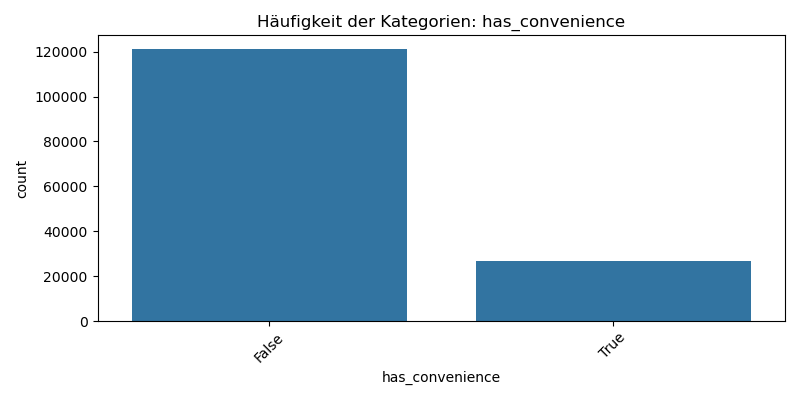 Häufigkeit der Kategorien: has_convenience
120000
100000
80000
60000
40000
20000
0
count
False
True
has_convenience